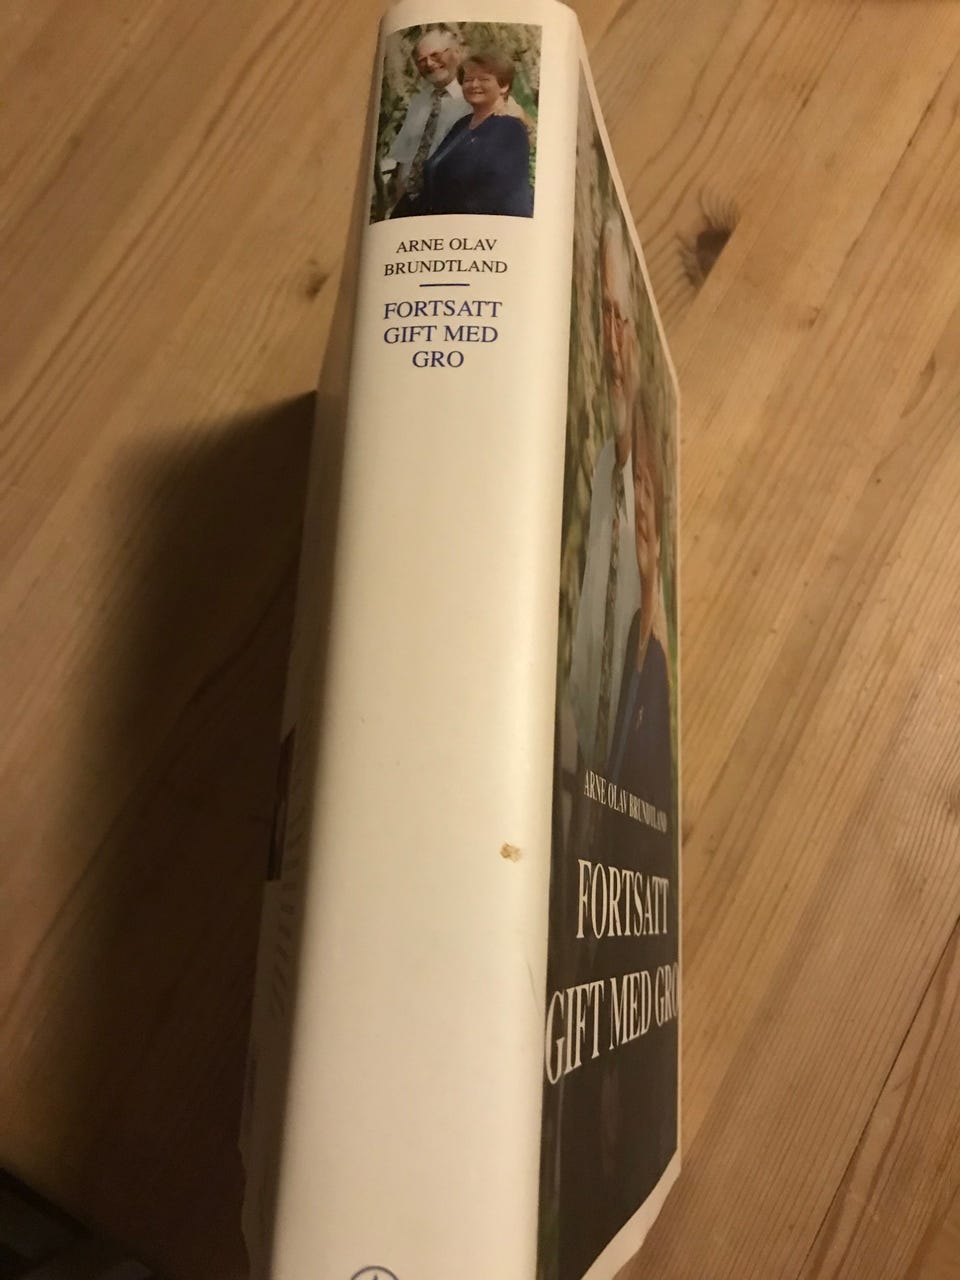 ARNE OLAV
BRUNDTLAND
FORTSATT
GIFT MED
GRO
ARNE OLAV BRUNDTLAND
FORTSATT
GIFT MED GRO